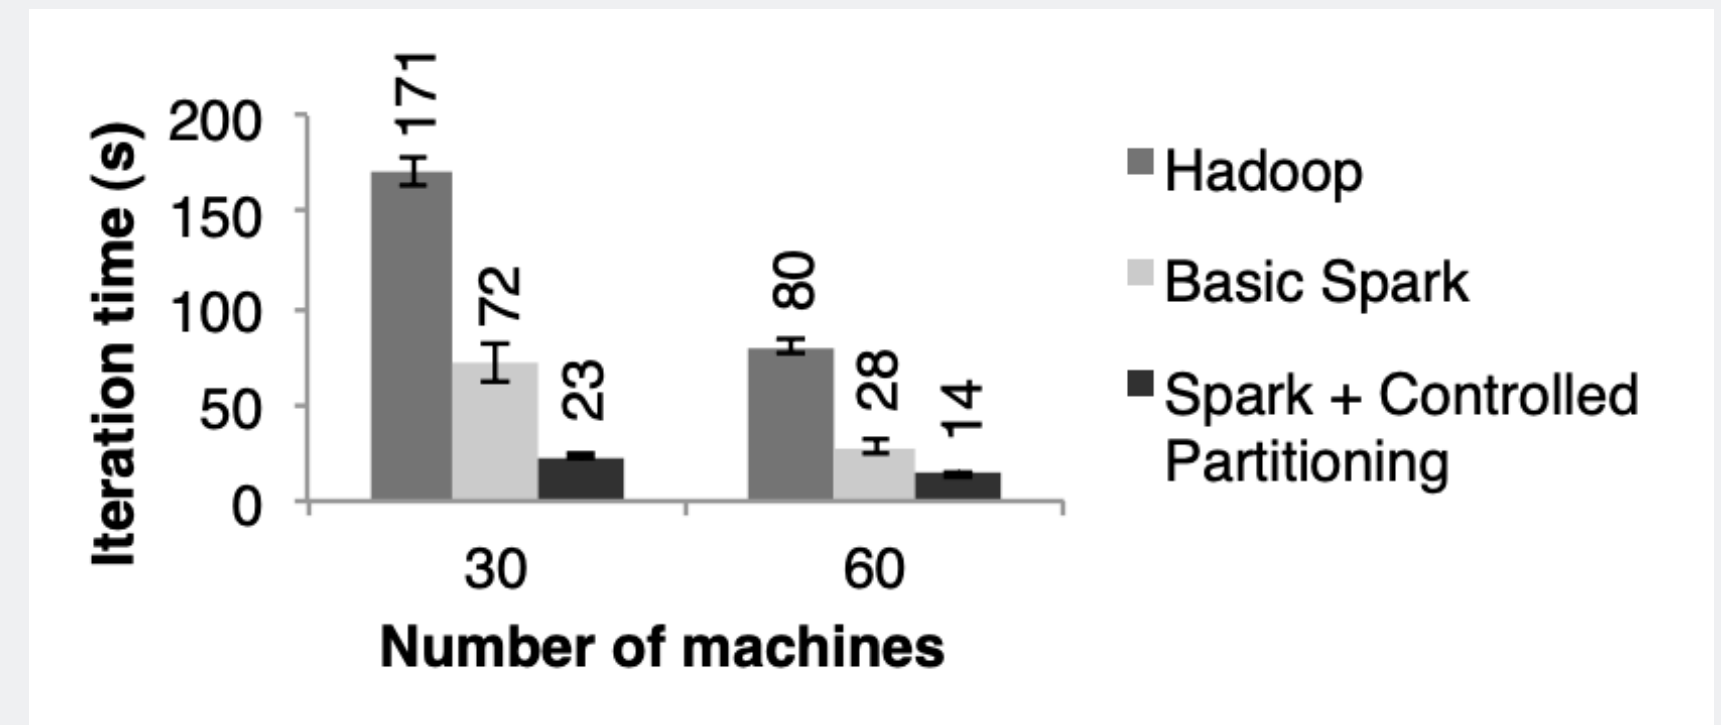 Iteration time (s)
200
150
100
50
0
171
72
23
80
28
14
30
60
Number of machines
Hadoop
Basic Spark
Spark + Controlled
Partitioning